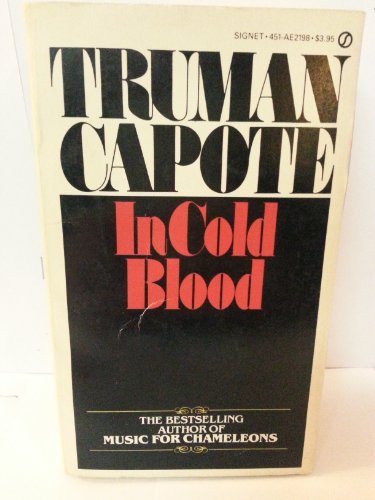 SIGNET • 451-AE2198 • $3.95
TRUMAN
CAPOTE
In Cold
Blood
THE BESTSELLING
AUTHOR OF
MUSIC FOR CHAMELEONS